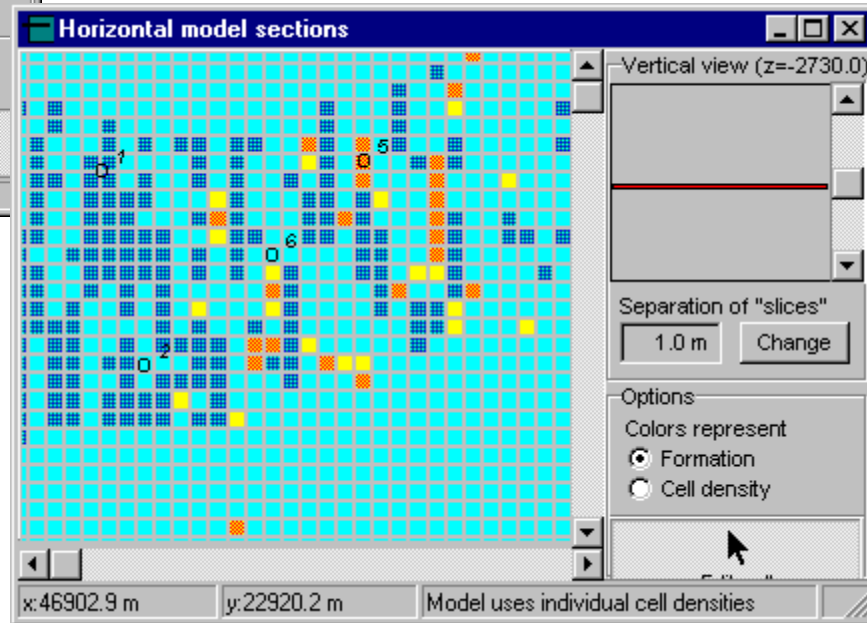 Horizontal model sections
Vertical view (z=-2730.0)
1
5
6
2
Separation of "slices"
1.0 m
Change
Options
Colors represent
Formation
Cell density
x:46902.9 m
y:22920.2 m
Model uses individual cell densities